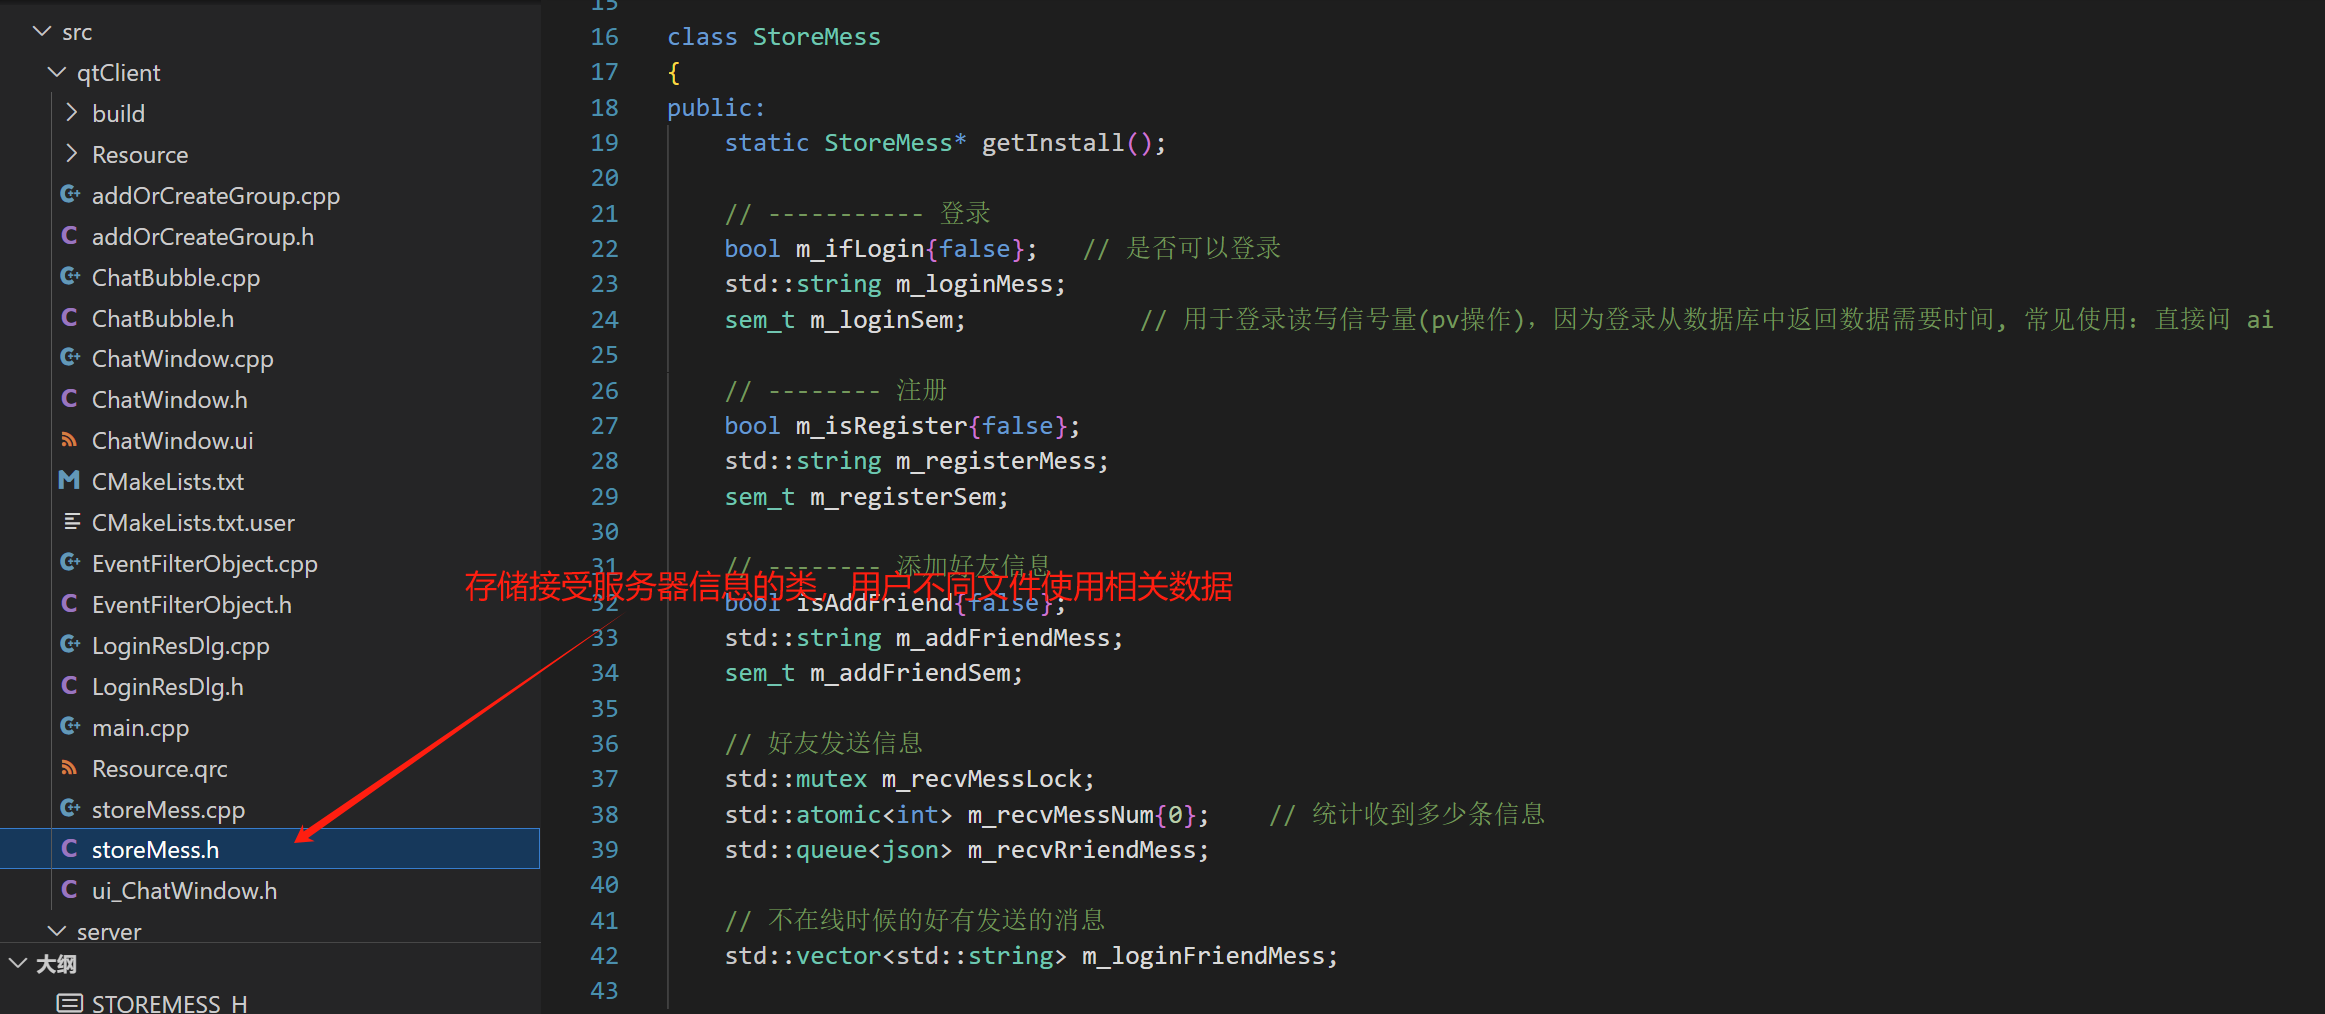 src
qtClient
build
Resource
addOrCreateGroup.cpp
addOrCreateGroup.h
ChatBubble.cpp
ChatBubble.h
ChatWindow.cpp
ChatWindow.h
ChatWindow.ui
CMakeLists.txt
CMakeLists.txt.user
EventFilterObject.cpp
EventFilterObject.h
LoginResDlg.cpp
LoginResDlg.h
main.cpp
Resource.qrc
storeMess.cpp
storeMess.h
ui_ChatWindow.h
server
大纲
STOREMESS_H
15
16 class StoreMess
17 {
18 public:
19 static StoreMess* getInstall();
20
21 // ----------- 登录
22 bool m_ifLogin{false}; // 是否可以登录
23 std::string m_loginMess;
24 sem_t m_loginSem; // 用于登录读写信号量(pv操作)，因为登录从数据库中返回数据需要时间, 常见使用：直接问 ai
25
26 // -------- 注册
27 bool m_isRegister{false};
28 std::string m_registerMess;
29 sem_t m_registerSem;
30
31 // -------- 添加好友信息
存储接受服务器信息的类，用户不同文件使用相关数据
32 bool isAddFriend{false};
33 std::string m_addFriendMess;
34 sem_t m_addFriendSem;
35
36 // 好友发送信息
37 std::mutex m_recvMessLock;
38 std::atomic<int> m_recvMessNum{0}; // 统计收到多少条信息
39 std::queue<json> m_recvRriendMess;
40
41 // 不在线时候的好有发送的消息
42 std::vector<std::string> m_loginFriendMess;
43